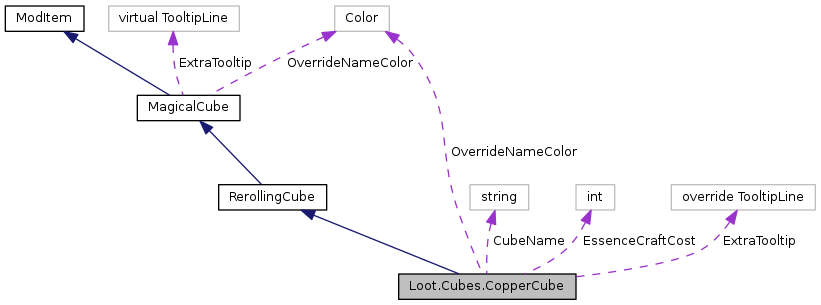 ModItem
virtual TooltipLine
Color
ExtraTooltip
OverrideNameColor
MagicalCube
OverrideNameColor
RerollingCube
string
int
override TooltipLine
CubeName
EssenceCraftCost
ExtraTooltip
Loot.Cubes.CopperCube